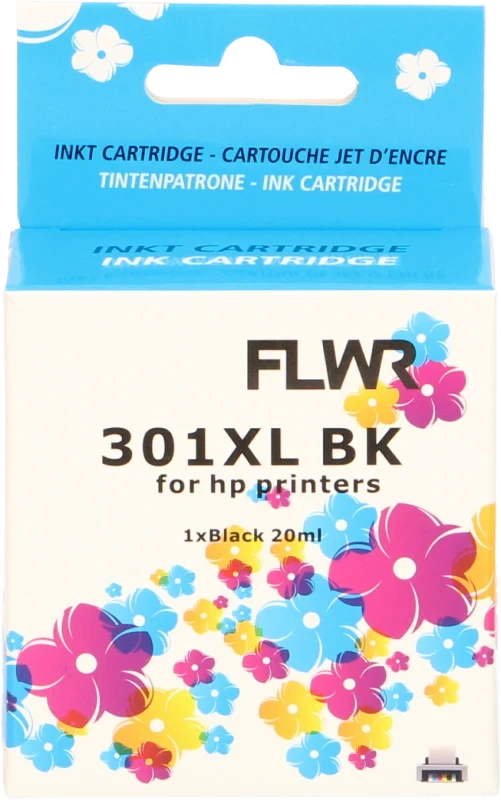 INKT CARTRIDGE - CARTOUCHE JET D'ENCRE
TINTENPATRONE - INK CARTRIDGE
INKT CARTRIDGE
INK CARTRIDGE
FLWR
301XL BK
for hp printers
1xBlack 20ml